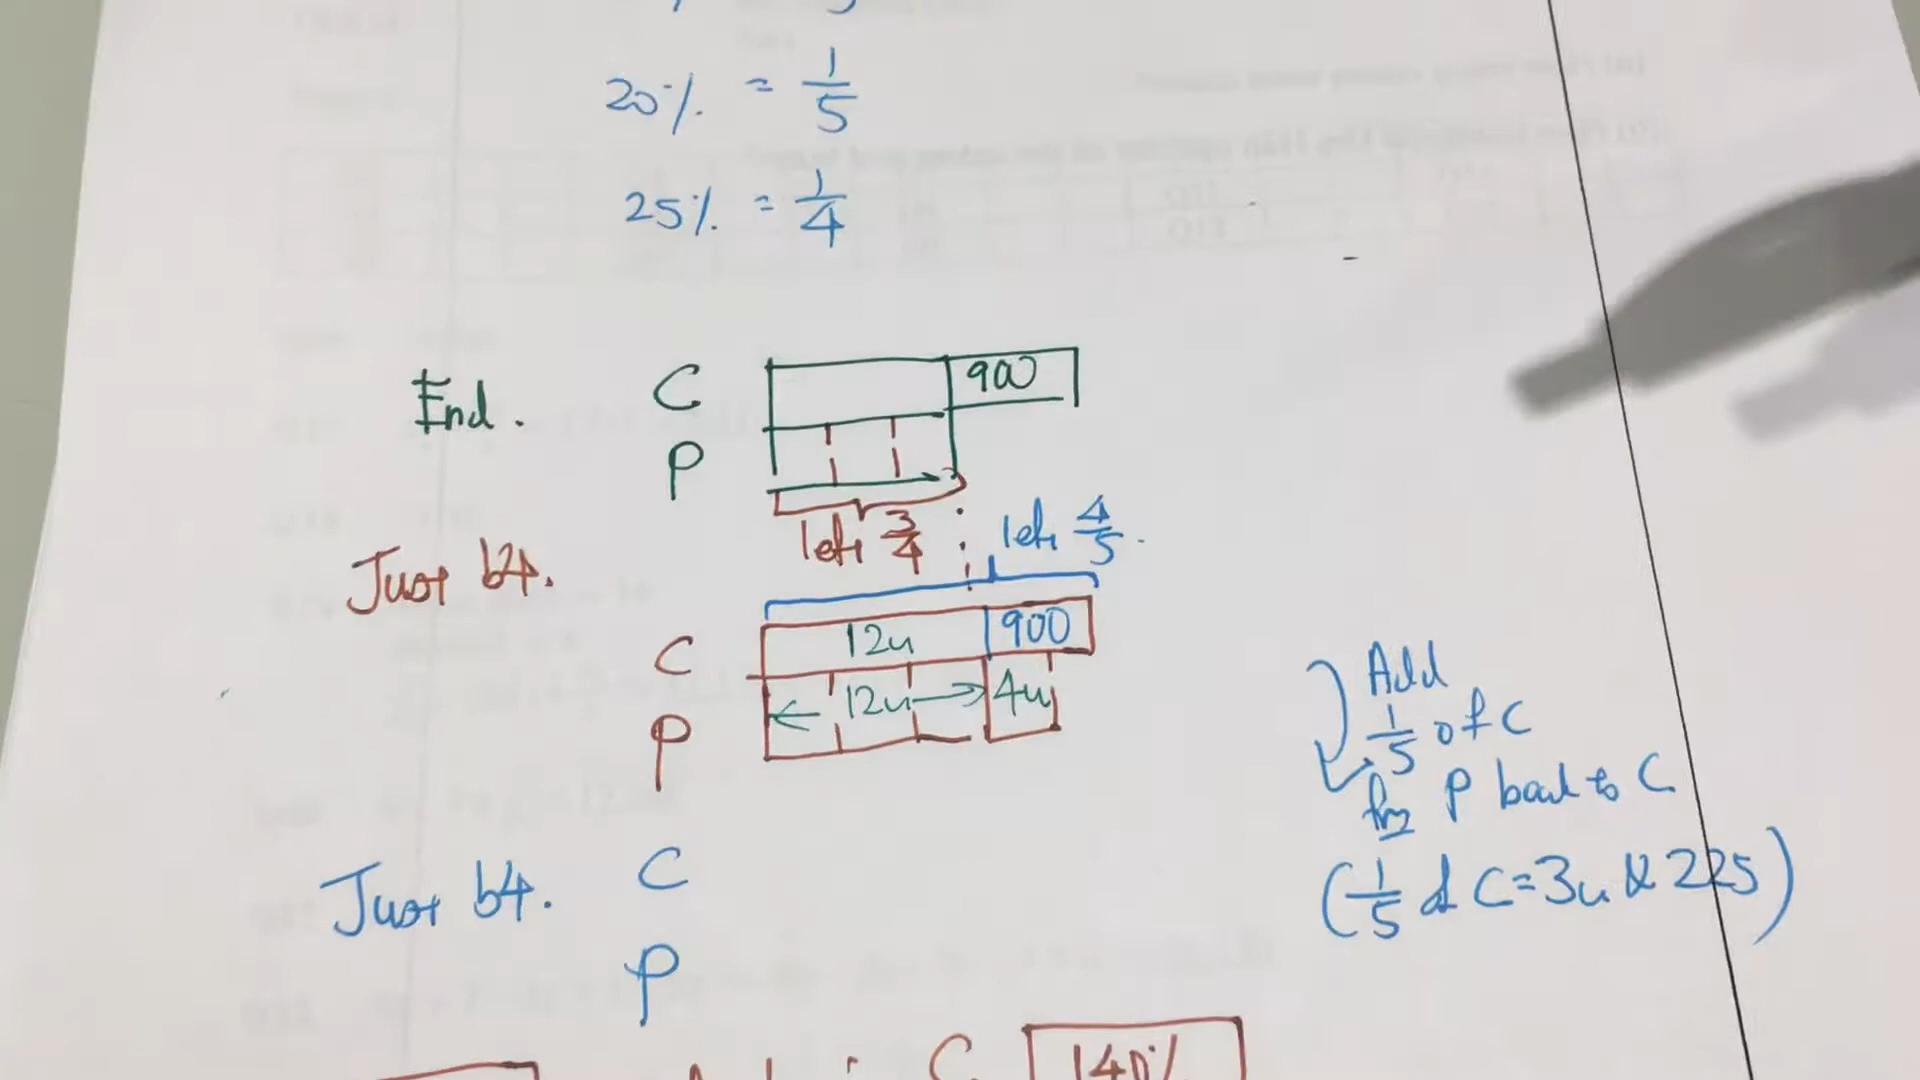 20% = 1/5
25% = 1/4
End. C 900
P
left 3/4 left 4/5.
Just b4.
C 12u 900
P 12u 4u
Add
1/5 of C
P back to C
(1/5 of C = 3u & 225)
Just b4. C
P
C 140%